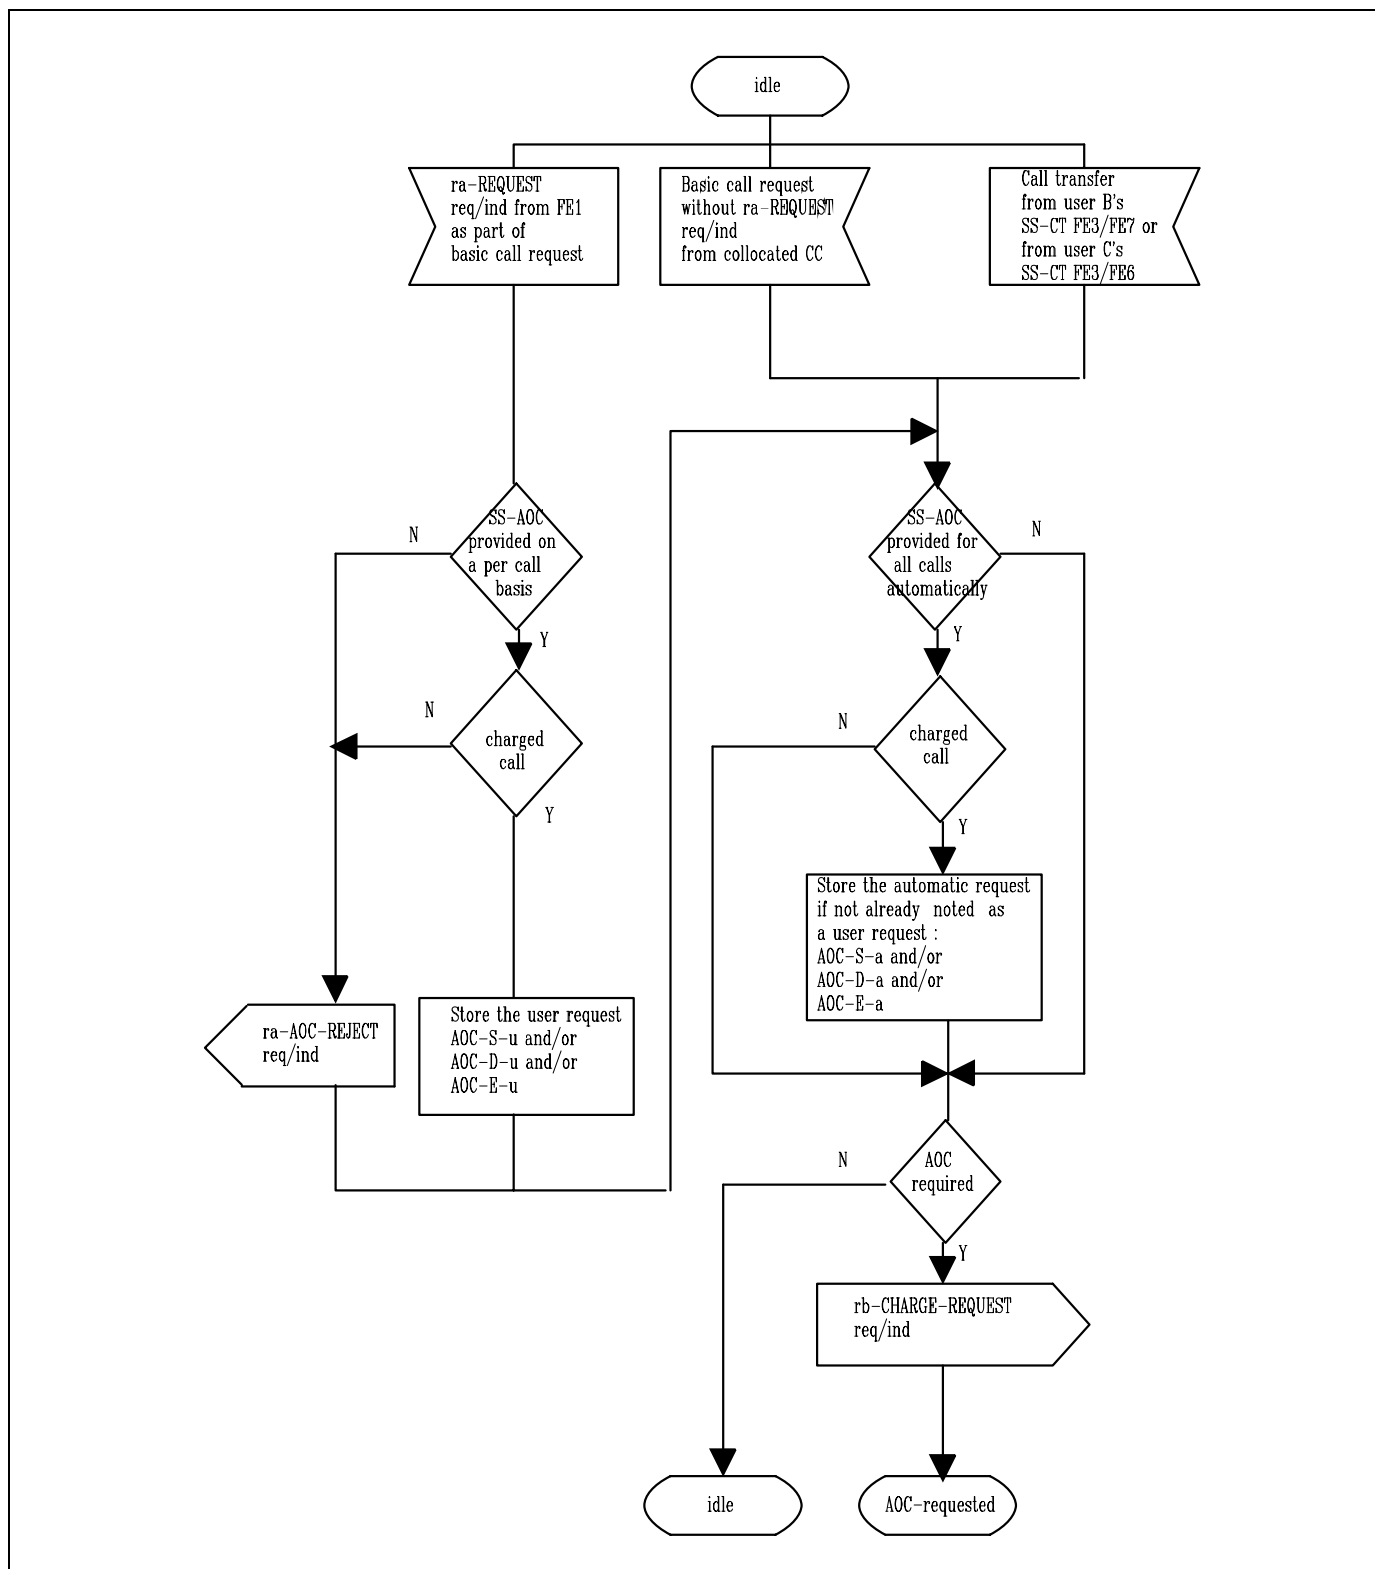 idle
ra-REQUEST
req/ind from FE1
as part of
basic call request
Basic call request
without ra-REQUEST
req/ind
from collocated CC
Call transfer
from user B's
SS-CT FE3/FE7 or
from user C's
SS-CT FE3/FE6
SS-AOC
provided on
a per call
basis
N
Y
SS-AOC
provided for
all calls
automatically
N
Y
charged
call
N
Y
charged
call
N
Y
Store the automatic request
if not already noted as
a user request :
AOC-S-a and/or
AOC-D-a and/or
AOC-E-a
ra-AOC-REJECT
req/ind
Store the user request
AOC-S-u and/or
AOC-D-u and/or
AOC-E-u
AOC
required
N
Y
rb-CHARGE-REQUEST
req/ind
idle
AOC-requested